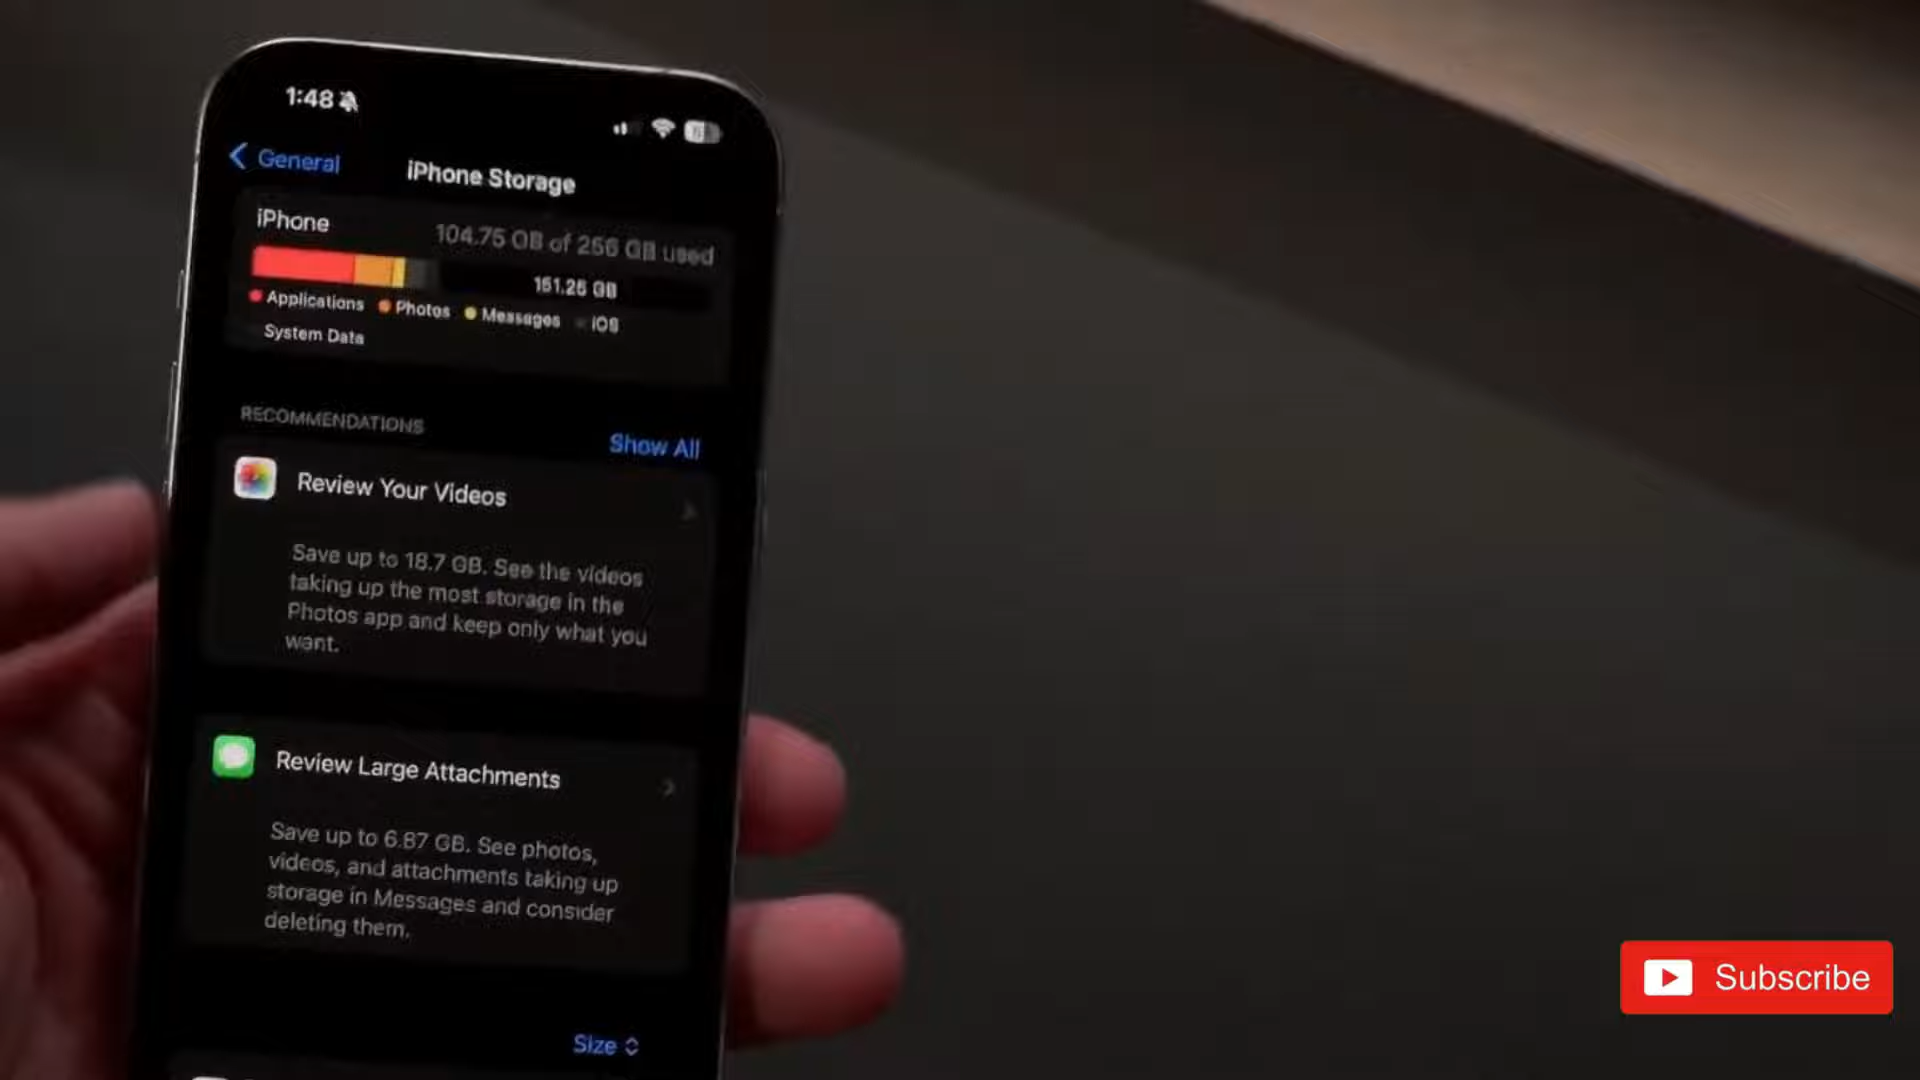 1:48
General
iPhone Storage
iPhone
104.75 GB of 256 GB used
151.25 GB
Applications Photos Messages iOS
System Data
RECOMMENDATIONS
Show All
Review Your Videos
Save up to 18.7 GB. See the videos
taking up the most storage in the
Photos app and keep only what you
want.
Review Large Attachments
Save up to 6.87 GB. See photos,
videos, and attachments taking up
storage in Messages and consider
deleting them.
Size
Subscribe